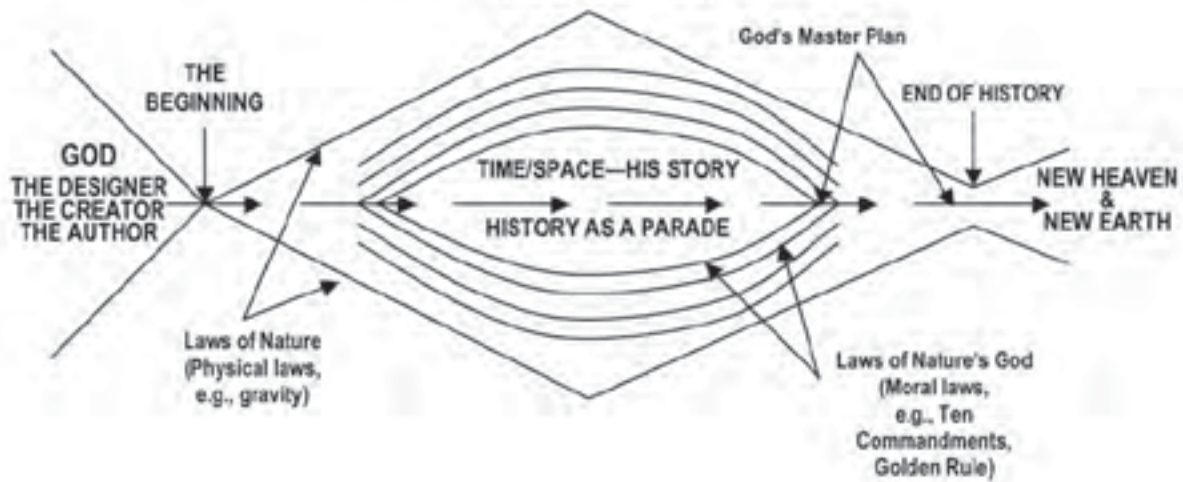 God's Master Plan
THE
BEGINNING
END OF HISTORY
GOD
THE DESIGNER
THE CREATOR
THE AUTHOR
TIME/SPACE—HIS STORY
HISTORY AS A PARADE
NEW HEAVEN
&
NEW EARTH
Laws of Nature
(Physical laws,
e.g., gravity)
Laws of Nature's God
(Moral laws,
e.g., Ten
Commandments,
Golden Rule)